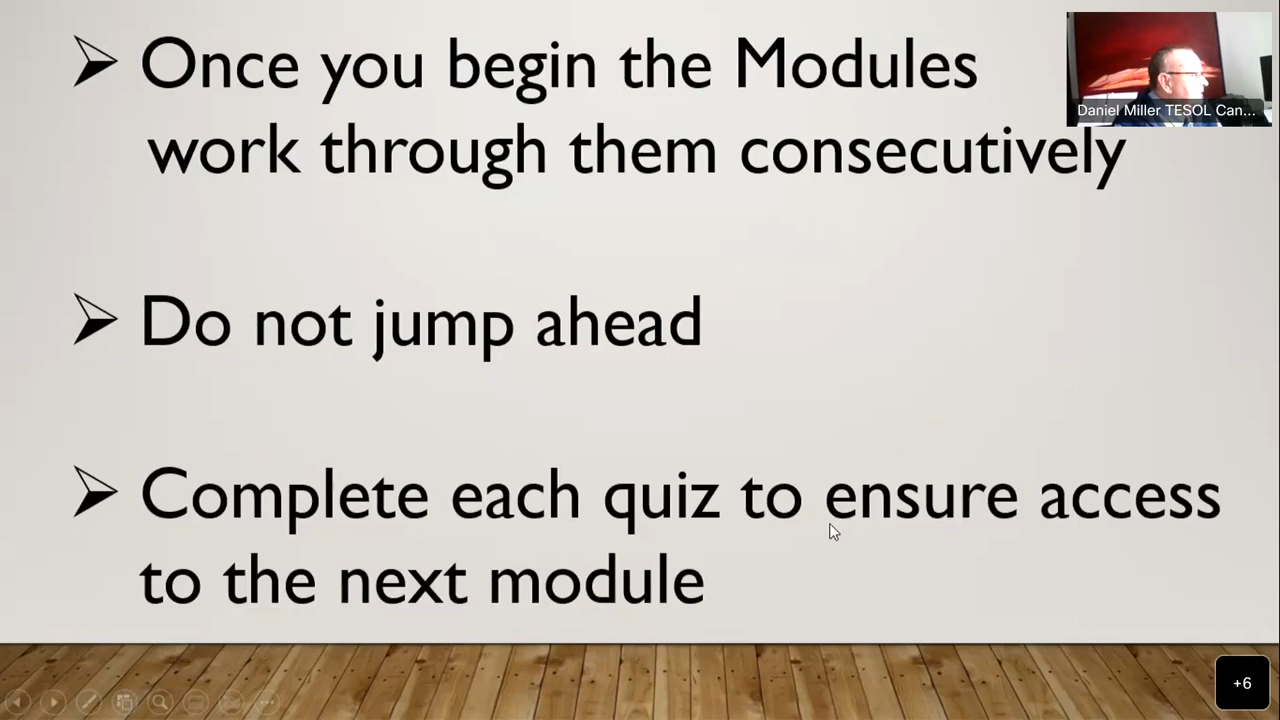 Once you begin the Modules
work through them consecutively
Do not jump ahead
Complete each quiz to ensure access
to the next module
Daniel Miller TESOL Can...
+6